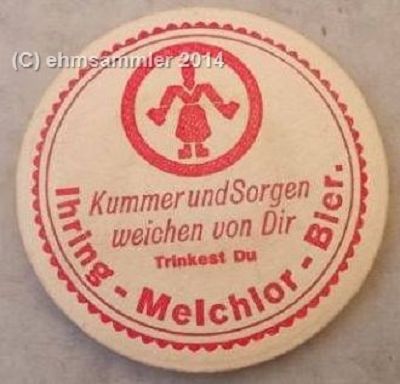 (C) ehmsammler 2014
Kummer und Sorgen
weichen von Dir
Trinkest Du
Ihring - Melchior - Bier.